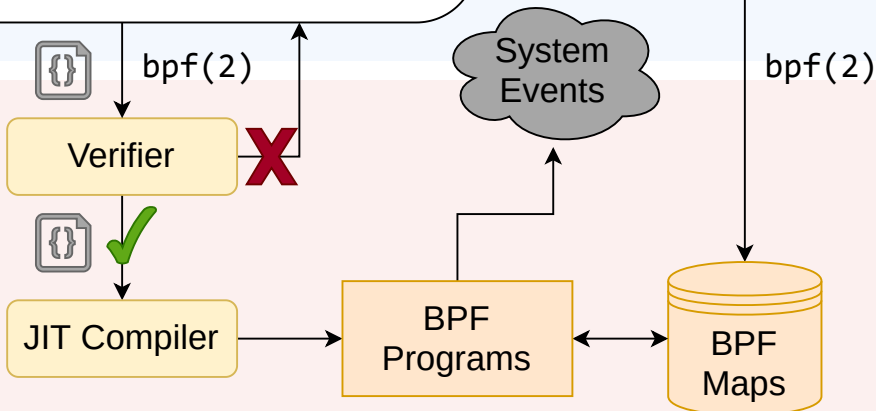 System
Events
bpf(2)
bpf(2)
{}
Verifier
X
{}
JIT Compiler
BPF
Programs
BPF
Maps